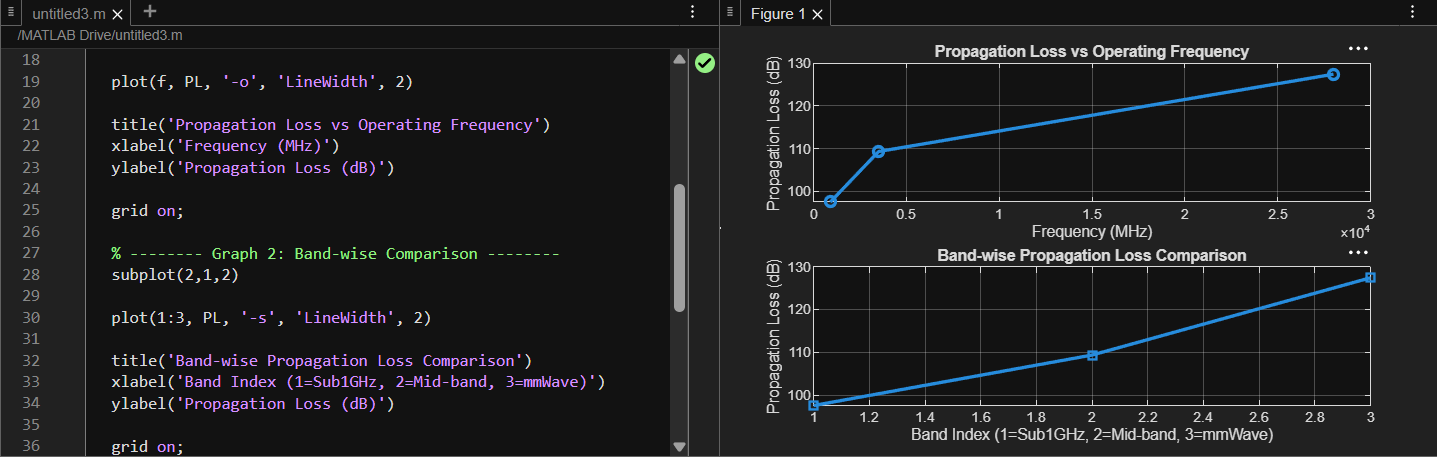 untitled3.m
/MATLAB Drive/untitled3.m
18
19 plot(f, PL, '-o', 'LineWidth', 2)
20
21 title('Propagation Loss vs Operating Frequency')
22 xlabel('Frequency (MHz)')
23 ylabel('Propagation Loss (dB)')
24
25 grid on;
26
27 % -------- Graph 2: Band-wise Comparison --------
28 subplot(2,1,2)
29
30 plot(1:3, PL, '-s', 'LineWidth', 2)
31
32 title('Band-wise Propagation Loss Comparison')
33 xlabel('Band Index (1=Sub1GHz, 2=Mid-band, 3=mmWave)')
34 ylabel('Propagation Loss (dB)')
35
36 grid on;
Figure 1
Propagation Loss vs Operating Frequency
Propagation Loss (dB)
130
120
110
100
0 0.5 1 1.5 2 2.5 3
Frequency (MHz)
×10⁴
Band-wise Propagation Loss Comparison
Propagation Loss (dB)
130
120
110
100
1 1.2 1.4 1.6 1.8 2 2.2 2.4 2.6 2.8 3
Band Index (1=Sub1GHz, 2=Mid-band, 3=mmWave)